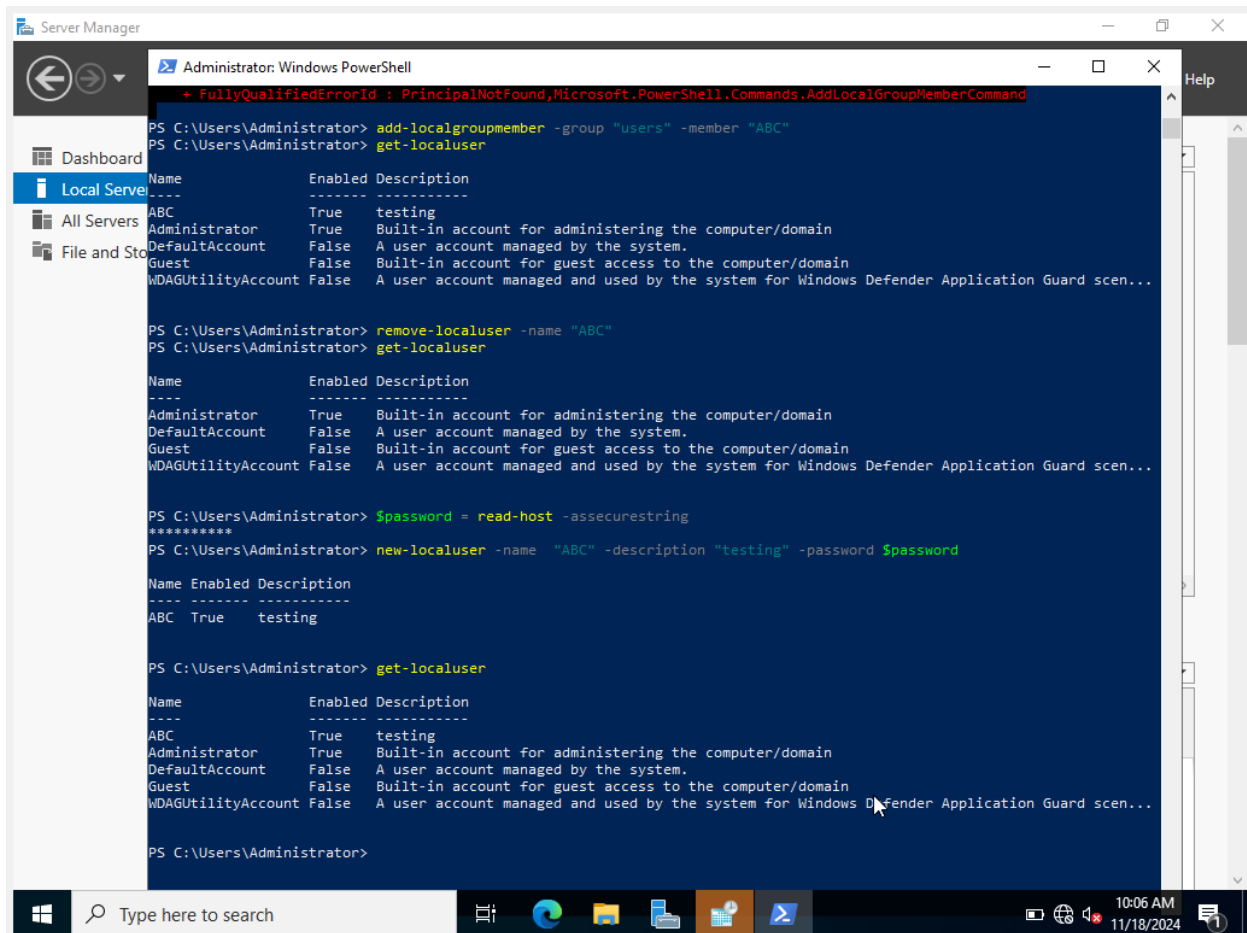 Server Manager
Help
Administrator: Windows PowerShell
+ FullyQualifiedErrorId : PrincipalNotFound,Microsoft.PowerShell.Commands.AddLocalGroupMemberCommand
PS C:\Users\Administrator> add-localgroupmember -group "users" -member "ABC"
PS C:\Users\Administrator> get-localuser
Name Enabled Description
---- ------- -----------
ABC True testing
Administrator True Built-in account for administering the computer/domain
DefaultAccount False A user account managed by the system.
Guest False Built-in account for guest access to the computer/domain
WDAGUtilityAccount False A user account managed and used by the system for Windows Defender Application Guard scen...
PS C:\Users\Administrator> remove-localuser -name "ABC"
PS C:\Users\Administrator> get-localuser
Name Enabled Description
---- ------- -----------
Administrator True Built-in account for administering the computer/domain
DefaultAccount False A user account managed by the system.
Guest False Built-in account for guest access to the computer/domain
WDAGUtilityAccount False A user account managed and used by the system for Windows Defender Application Guard scen...
PS C:\Users\Administrator> $password = read-host -assecurestring
**********
PS C:\Users\Administrator> new-localuser -name  "ABC" -description "testing" -password $password
Name Enabled Description
---- ------- -----------
ABC True testing
PS C:\Users\Administrator> get-localuser
Name Enabled Description
---- ------- -----------
ABC True testing
Administrator True Built-in account for administering the computer/domain
DefaultAccount False A user account managed by the system.
Guest False Built-in account for guest access to the computer/domain
WDAGUtilityAccount False A user account managed and used by the system for Windows Defender Application Guard scen...
PS C:\Users\Administrator>
Dashboard
Local Serve
All Servers
File and Sto
Type here to search
10:06 AM
11/18/2024
1